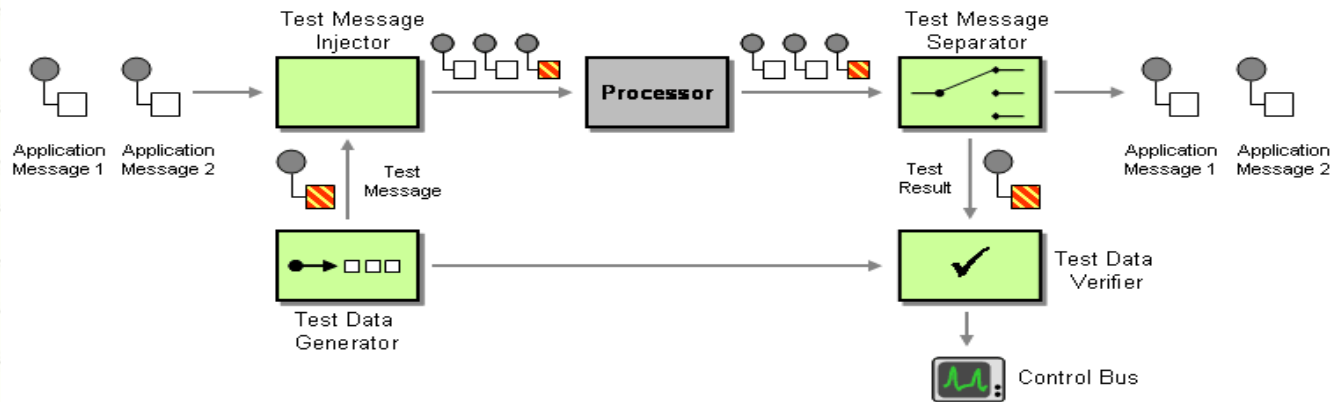 Test Message
Injector
Test Message
Separator
Processor
Application
Message 1
Application
Message 2
Test
Message
Test
Result
Application
Message 1
Application
Message 2
Test Data
Verifier
Test Data
Generator
Control Bus